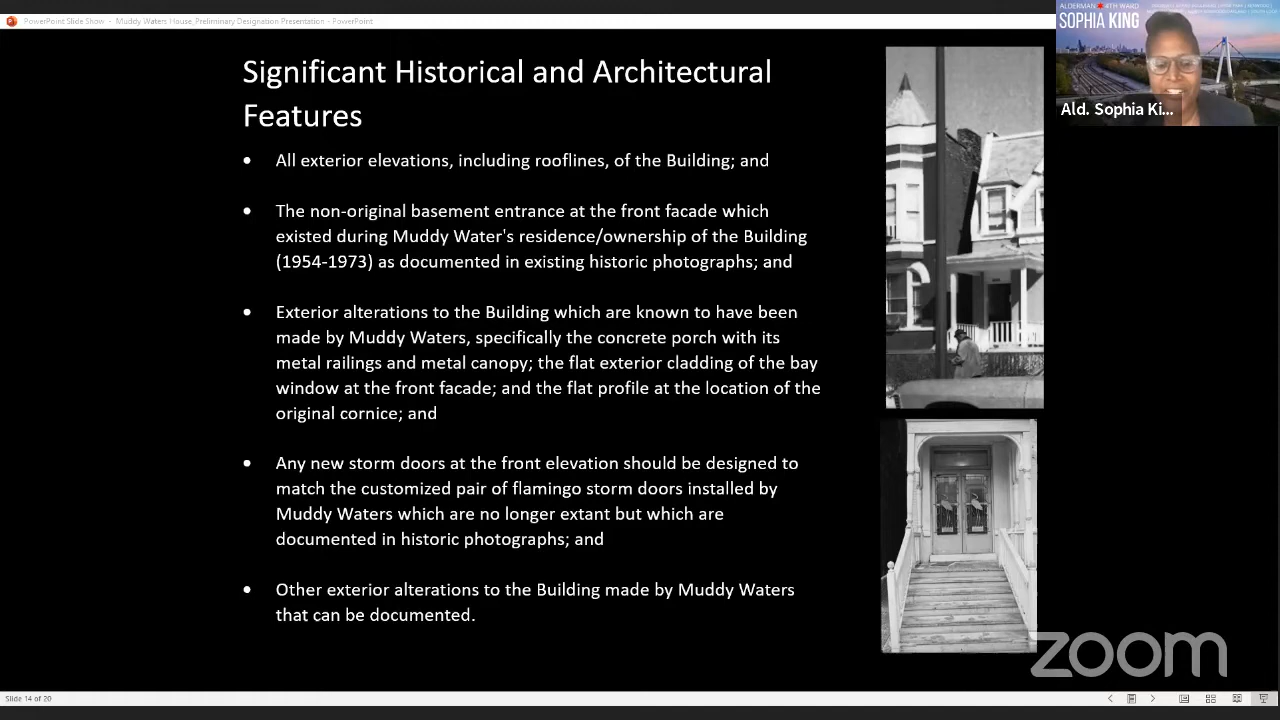 PowerPoint Slide Show - Muddy Waters House_Preliminary Designation Presentation - PowerPoint
ALDERMAN 4TH WARD
SOPHIA KING
Ald. Sophia Ki...
Significant Historical and Architectural
Features
• All exterior elevations, including rooflines, of the Building; and
• The non-original basement entrance at the front facade which
existed during Muddy Water's residence/ownership of the Building
(1954-1973) as documented in existing historic photographs; and
• Exterior alterations to the Building which are known to have been
made by Muddy Waters, specifically the concrete porch with its
metal railings and metal canopy; the flat exterior cladding of the bay
window at the front facade; and the flat profile at the location of the
original cornice; and
• Any new storm doors at the front elevation should be designed to
match the customized pair of flamingo storm doors installed by
Muddy Waters which are no longer extant but which are
documented in historic photographs; and
• Other exterior alterations to the Building made by Muddy Waters
that can be documented.
zoom
Slide 14 of 20